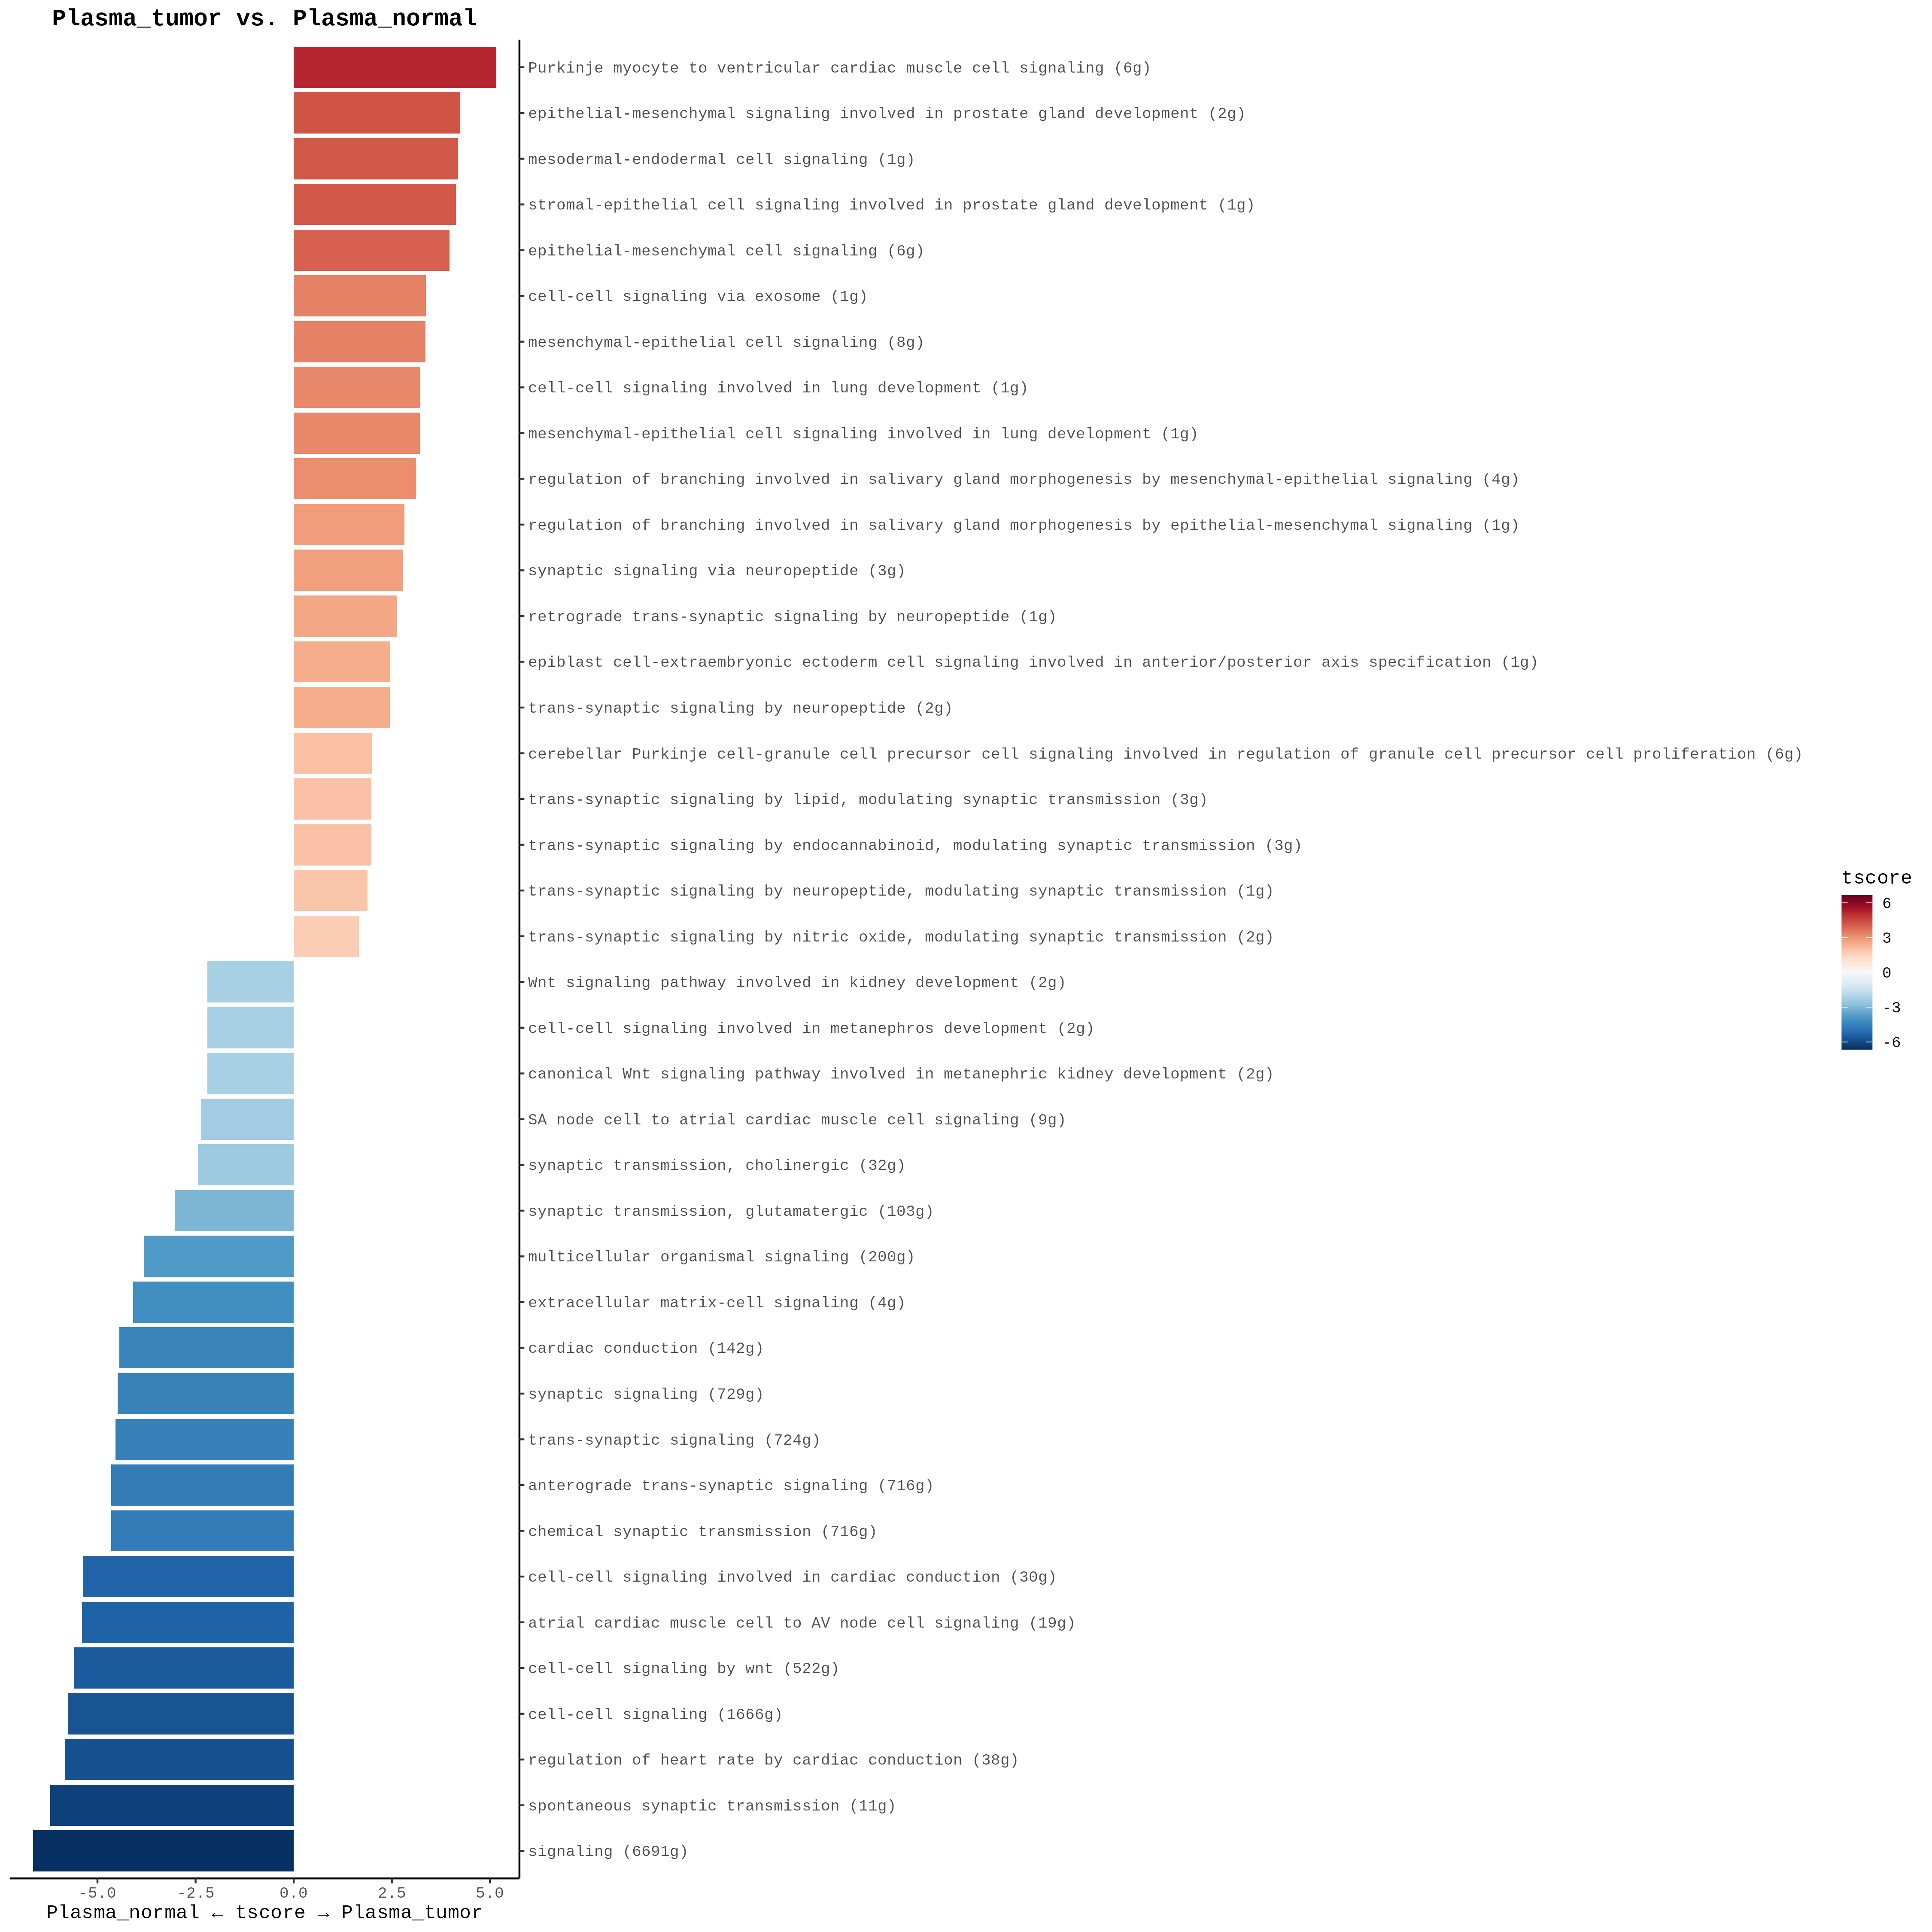 Plasma_tumor vs. Plasma_normal
Purkinje myocyte to ventricular cardiac muscle cell signaling (6g)
epithelial-mesenchymal signaling involved in prostate gland development (2g)
mesodermal-endodermal cell signaling (1g)
stromal-epithelial cell signaling involved in prostate gland development (1g)
epithelial-mesenchymal cell signaling (6g)
cell-cell signaling via exosome (1g)
mesenchymal-epithelial cell signaling (8g)
cell-cell signaling involved in lung development (1g)
mesenchymal-epithelial cell signaling involved in lung development (1g)
regulation of branching involved in salivary gland morphogenesis by mesenchymal-epithelial signaling (4g)
regulation of branching involved in salivary gland morphogenesis by epithelial-mesenchymal signaling (1g)
synaptic signaling via neuropeptide (3g)
retrograde trans-synaptic signaling by neuropeptide (1g)
epiblast cell-extraembryonic ectoderm cell signaling involved in anterior/posterior axis specification (1g)
trans-synaptic signaling by neuropeptide (2g)
cerebellar Purkinje cell-granule cell precursor cell signaling involved in regulation of granule cell precursor cell proliferation (6g)
trans-synaptic signaling by lipid, modulating synaptic transmission (3g)
trans-synaptic signaling by endocannabinoid, modulating synaptic transmission (3g)
trans-synaptic signaling by neuropeptide, modulating synaptic transmission (1g)
trans-synaptic signaling by nitric oxide, modulating synaptic transmission (2g)
Wnt signaling pathway involved in kidney development (2g)
cell-cell signaling involved in metanephros development (2g)
canonical Wnt signaling pathway involved in metanephric kidney development (2g)
SA node cell to atrial cardiac muscle cell signaling (9g)
synaptic transmission, cholinergic (32g)
synaptic transmission, glutamatergic (103g)
multicellular organismal signaling (200g)
extracellular matrix-cell signaling (4g)
cardiac conduction (142g)
synaptic signaling (729g)
trans-synaptic signaling (724g)
anterograde trans-synaptic signaling (716g)
chemical synaptic transmission (716g)
cell-cell signaling involved in cardiac conduction (30g)
atrial cardiac muscle cell to AV node cell signaling (19g)
cell-cell signaling by wnt (522g)
cell-cell signaling (1666g)
regulation of heart rate by cardiac conduction (38g)
spontaneous synaptic transmission (11g)
signaling (6691g)
-5.0 -2.5 0.0 2.5 5.0
Plasma_normal ← tscore → Plasma_tumor
tscore
6
3
0
-3
-6